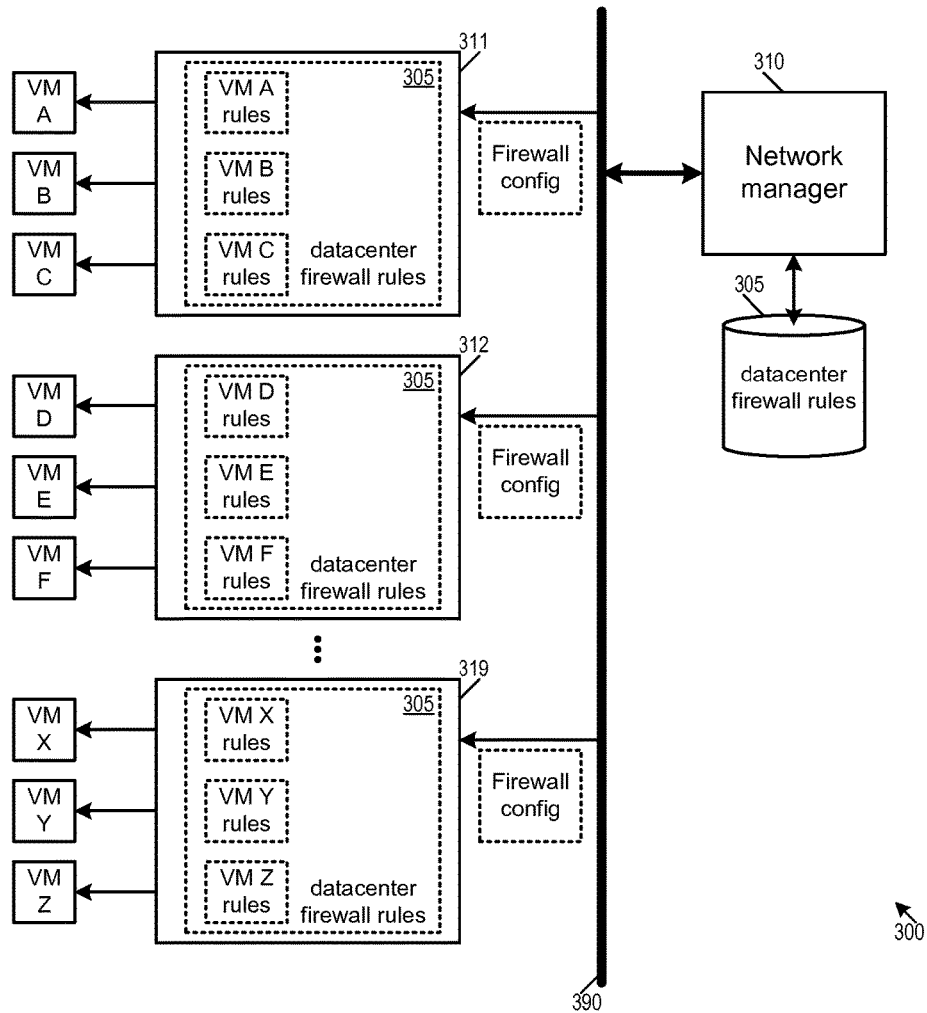 311
310
VM
A
305
VM A
rules
Firewall
config
Network
manager
VM
B
VM B
rules
VM
C
VM C
rules
datacenter
firewall rules
305
datacenter
firewall rules
312
VM
D
305
VM D
rules
Firewall
config
VM
E
VM E
rules
VM
F
VM F
rules
datacenter
firewall rules
319
VM
X
305
VM X
rules
Firewall
config
VM
Y
VM Y
rules
VM
Z
VM Z
rules
datacenter
firewall rules
300
390